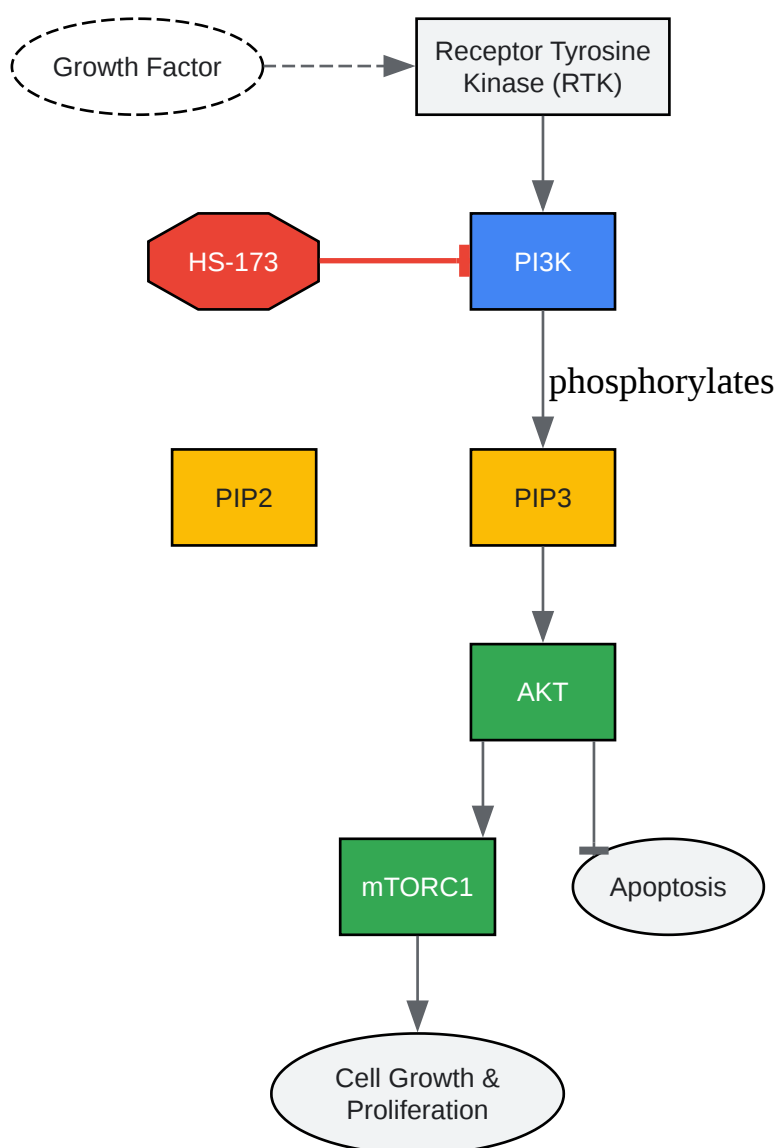 Growth Factor
Receptor Tyrosine
Kinase (RTK)
HS-173
PI3K
phosphorylates
PIP2
PIP3
AKT
mTORC1
Apoptosis
Cell Growth &
Proliferation